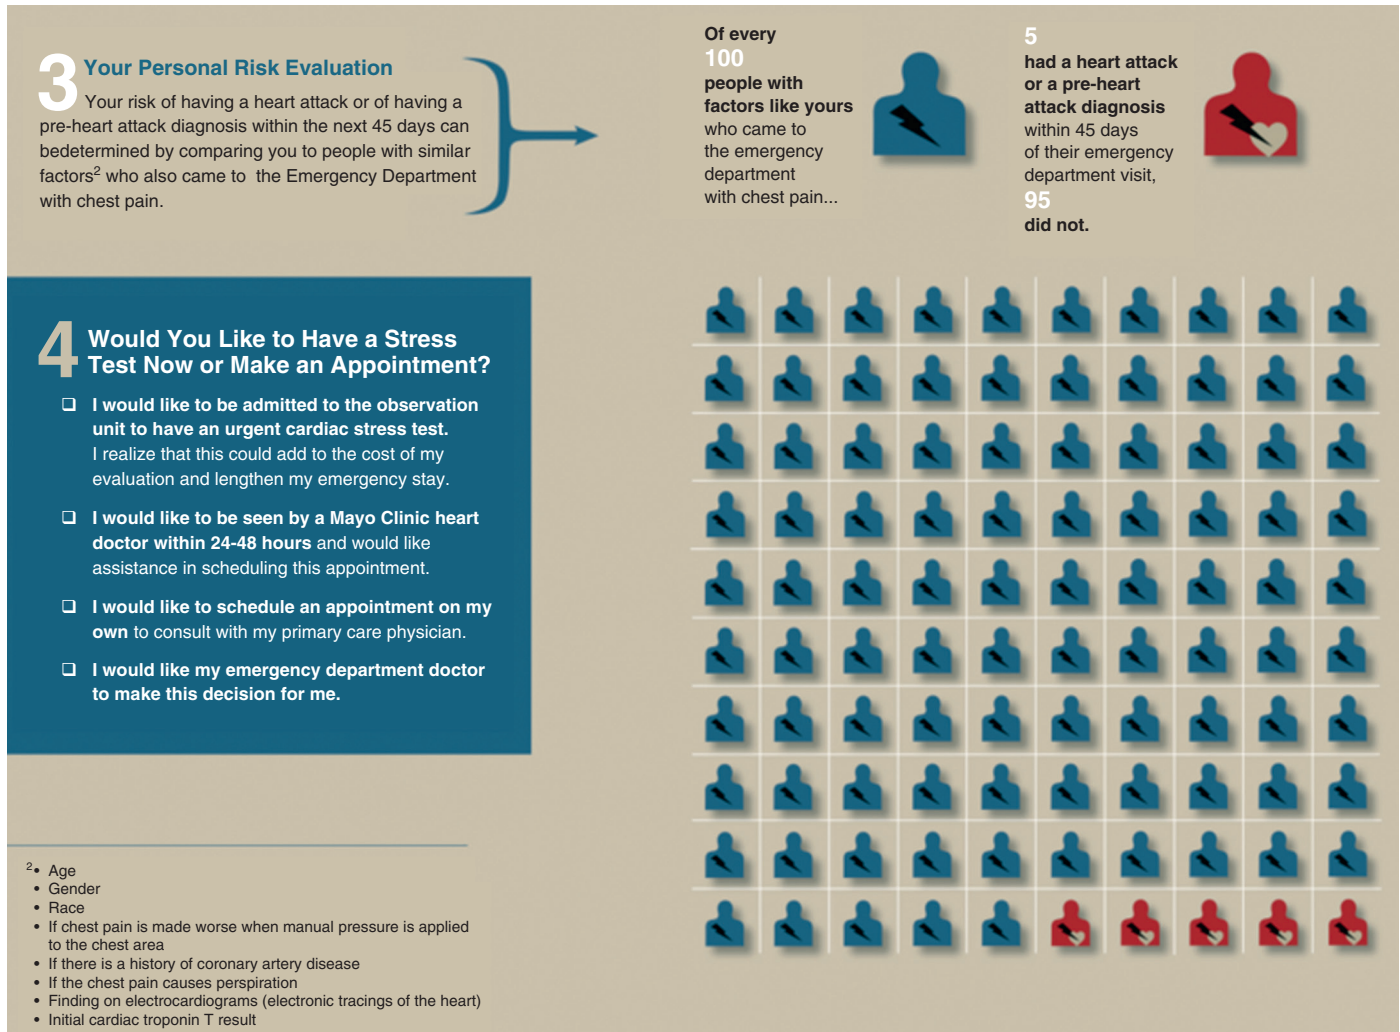 3 Your Personal Risk Evaluation
Your risk of having a heart attack or of having a
pre-heart attack diagnosis within the next 45 days can
bedetermined by comparing you to people with similar
factors2 who also came to the Emergency Department
with chest pain.
Of every
100
people with
factors like yours
who came to
the emergency
department
with chest pain...
5
had a heart attack
or a pre-heart
attack diagnosis
within 45 days
of their emergency
department visit,
95
did not.
4 Would You Like to Have a Stress
Test Now or Make an Appointment?
❑ I would like to be admitted to the observation
unit to have an urgent cardiac stress test.
I realize that this could add to the cost of my
evaluation and lengthen my emergency stay.
❑ I would like to be seen by a Mayo Clinic heart
doctor within 24-48 hours and would like
assistance in scheduling this appointment.
❑ I would like to schedule an appointment on my
own to consult with my primary care physician.
❑ I would like my emergency department doctor
to make this decision for me.
2• Age
• Gender
• Race
• If chest pain is made worse when manual pressure is applied
to the chest area
• If there is a history of coronary artery disease
• If the chest pain causes perspiration
• Finding on electrocardiograms (electronic tracings of the heart)
• Initial cardiac troponin T result